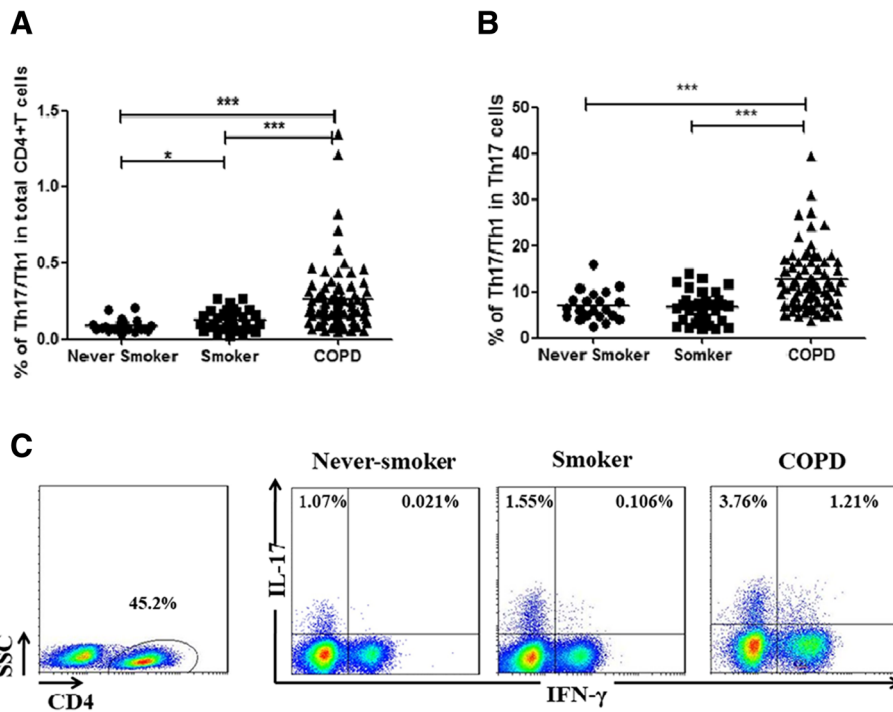 A
% of Th17/Th1 in total CD4+T cells
1.5
1.0
0.5
0.0
***
***
*
Never Smoker Smoker COPD
B
% of Th17/Th1 in Th17 cells
50
40
30
20
10
0
***
***
Never Smoker Somker COPD
C
45.2%
SSC
CD4
Never-smoker Smoker COPD
IL-17
1.07% 0.021% 1.55% 0.106% 3.76% 1.21%
IFN-γ